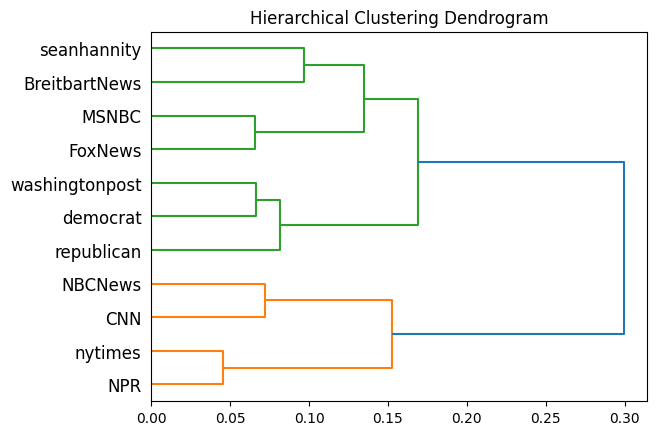 Hierarchical Clustering Dendrogram
seanhannity
BreitbartNews
MSNBC
FoxNews
washingtonpost
democrat
republican
NBCNews
CNN
nytimes
NPR
0.00 0.05 0.10 0.15 0.20 0.25 0.30